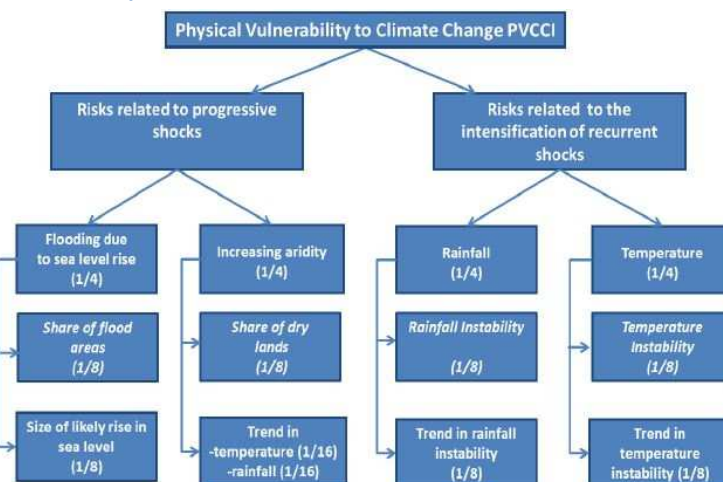 Physical Vulnerability to Climate Change PVCCI
Risks related to progressive
shocks
Risks related to the
intensification of recurrent
shocks
Flooding due
to sea level rise
(1/4)
Increasing aridity
(1/4)
Rainfall
(1/4)
Temperature
(1/4)
Share of flood
areas
(1/8)
Share of dry
lands
(1/8)
Rainfall Instability
(1/8)
Temperature
Instability
(1/8)
Size of likely rise in
sea level
(1/8)
Trend in
-temperature (1/16)
-rainfall (1/16)
Trend in rainfall
instability
(1/8)
Trend in
temperature
instability (1/8)